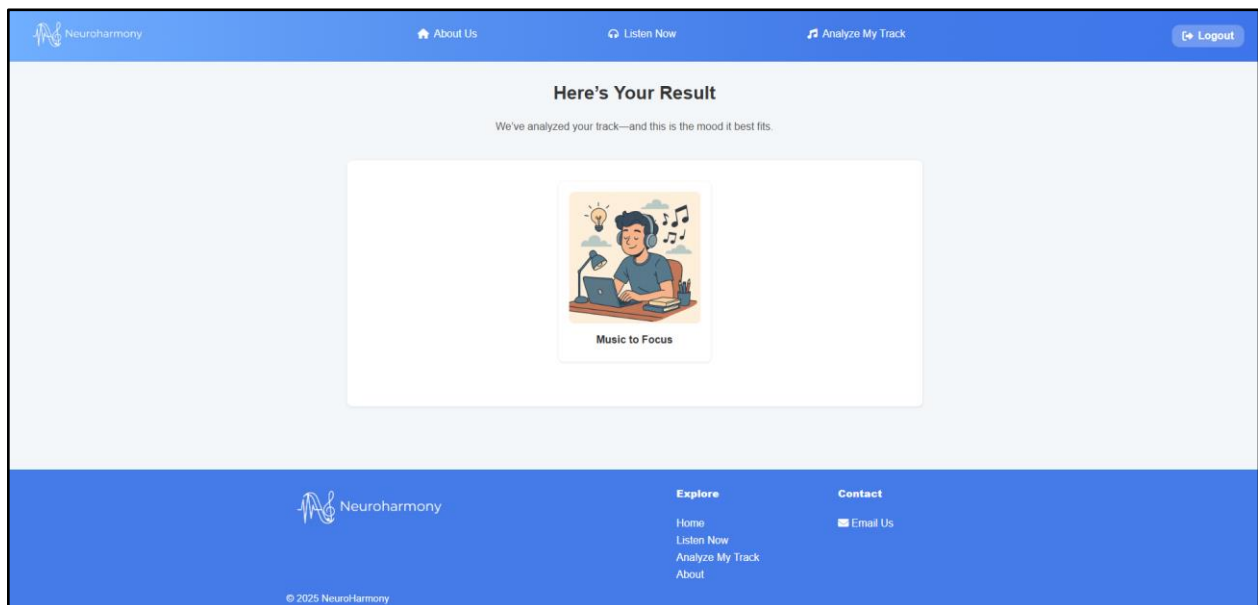 Neuroharmony
About Us
Listen Now
Analyze My Track
Logout
Here’s Your Result
We’ve analyzed your track—and this is the mood it best fits.
Music to Focus
Neuroharmony
Explore
Home
Listen Now
Analyze My Track
About
Contact
Email Us
© 2025 NeuroHarmony